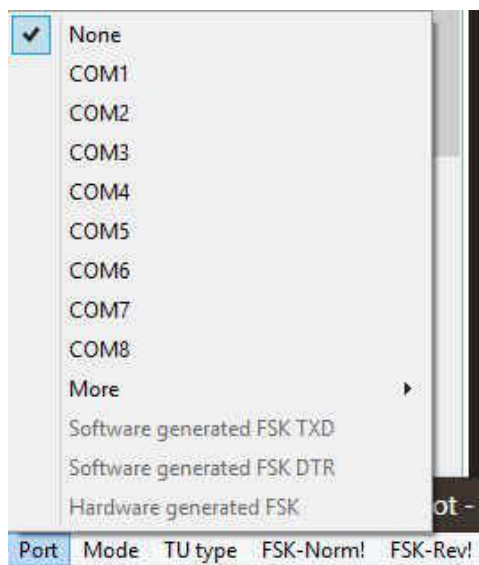 None
COM1
COM2
COM3
COM4
COM5
COM6
COM7
COM8
More
Software generated FSK TXD
Software generated FSK DTR
Hardware generated FSK
ot -
Port Mode TU type FSK-Norm! FSK-Rev!